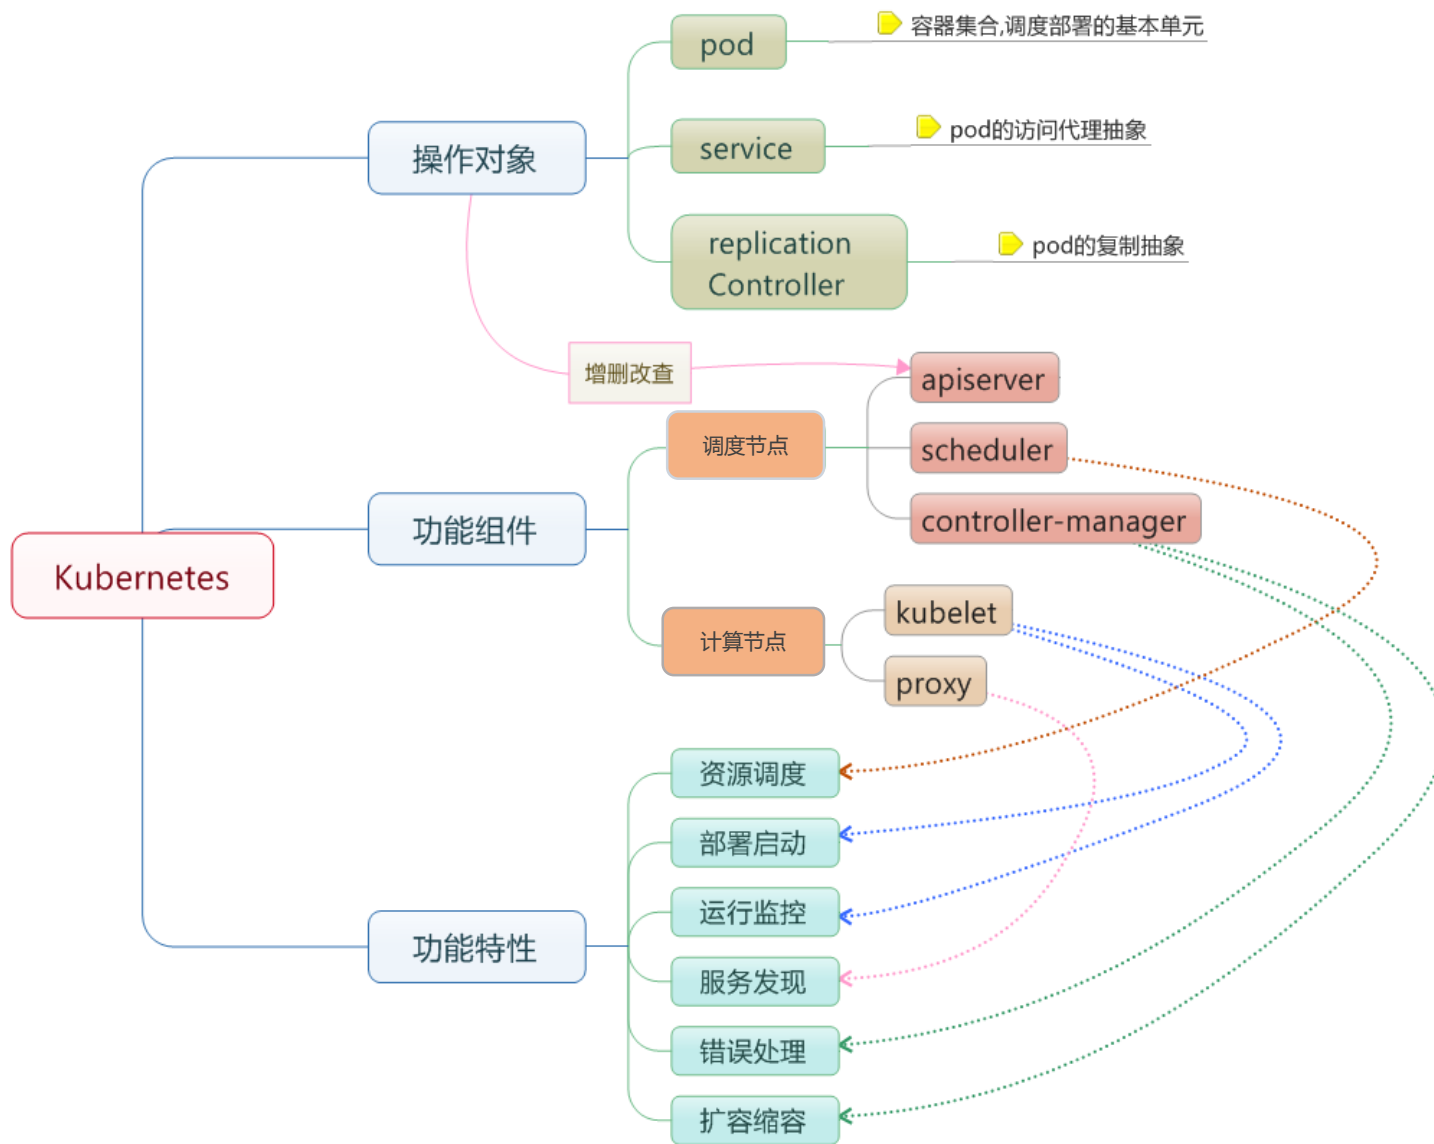 pod
容器集合,调度部署的基本单元
操作对象
service
pod的访问代理抽象
replication
Controller
pod的复制抽象
增删改查
apiserver
调度节点
scheduler
功能组件
controller-manager
Kubernetes
计算节点
kubelet
proxy
资源调度
部署启动
运行监控
功能特性
服务发现
错误处理
扩容缩容